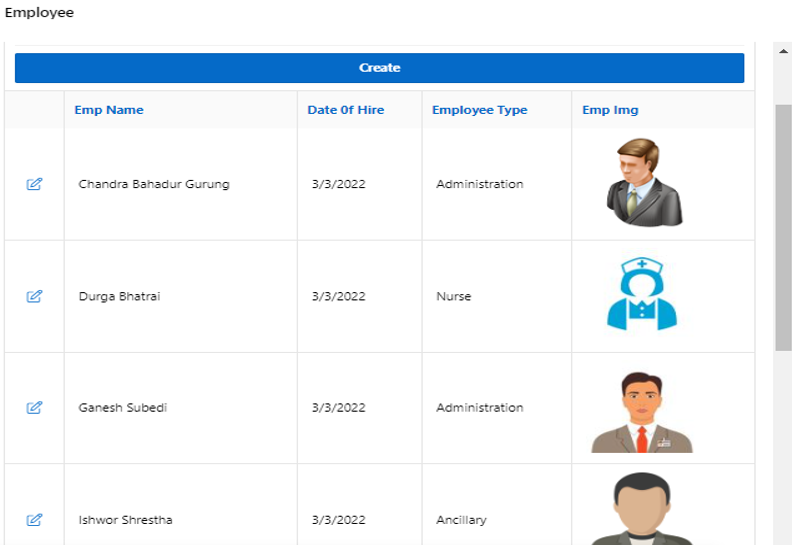 Employee
Create
Emp Name Date Of Hire Employee Type Emp Img
Chandra Bahadur Gurung 3/3/2022 Administration
Durga Bhatrai 3/3/2022 Nurse
Ganesh Subedi 3/3/2022 Administration
Ishwor Shrestha 3/3/2022 Ancillary